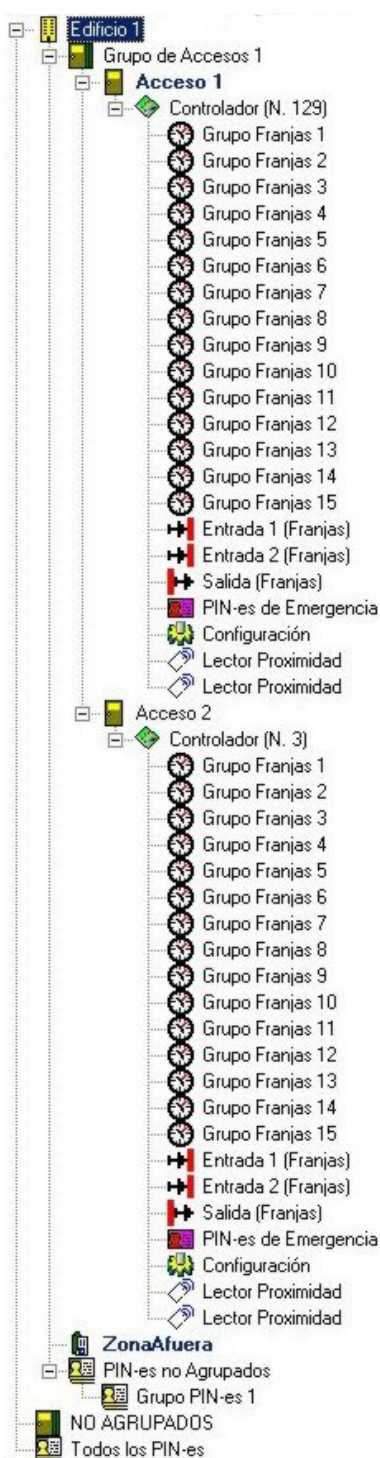 Edificio 1
Grupo de Accesos 1
Acceso 1
Controlador (N. 129)
Grupo Franjas 1
Grupo Franjas 2
Grupo Franjas 3
Grupo Franjas 4
Grupo Franjas 5
Grupo Franjas 6
Grupo Franjas 7
Grupo Franjas 8
Grupo Franjas 9
Grupo Franjas 10
Grupo Franjas 11
Grupo Franjas 12
Grupo Franjas 13
Grupo Franjas 14
Grupo Franjas 15
Entrada 1 (Franjas)
Entrada 2 (Franjas)
Salida (Franjas)
PIN-es de Emergencia
Configuración
Lector Proximidad
Lector Proximidad
Acceso 2
Controlador (N. 3)
Grupo Franjas 1
Grupo Franjas 2
Grupo Franjas 3
Grupo Franjas 4
Grupo Franjas 5
Grupo Franjas 6
Grupo Franjas 7
Grupo Franjas 8
Grupo Franjas 9
Grupo Franjas 10
Grupo Franjas 11
Grupo Franjas 12
Grupo Franjas 13
Grupo Franjas 14
Grupo Franjas 15
Entrada 1 (Franjas)
Entrada 2 (Franjas)
Salida (Franjas)
PIN-es de Emergencia
Configuración
Lector Proximidad
Lector Proximidad
ZonaAfuera
PIN-es no Agrupados
Grupo PIN-es 1
NO AGRUPADOS
Todos los PIN-es